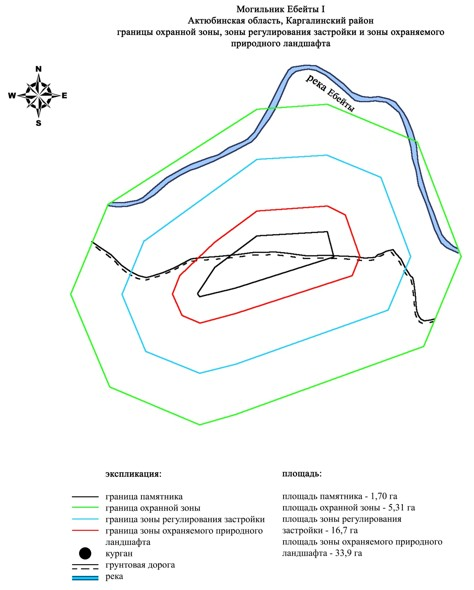 Могильник Ебейты I
Актюбинская область, Каргалинский район
границы охранной зоны, зоны регулирования застройки и зоны охраняемого
природного ландшафта
N
W E
S
река Ебейты
экспликация:
граница памятника
граница охранной зоны
граница зоны регулирования застройки
граница зоны охраняемого природного
ландшафта
курган
грунтовая дорога
река
площадь:
площадь памятника - 1,70 га
площадь охранной зоны - 5,31 га
площадь зоны регулирования
застройки - 16,7 га
площадь зоны охраняемого природного
ландшафта - 33,9 га